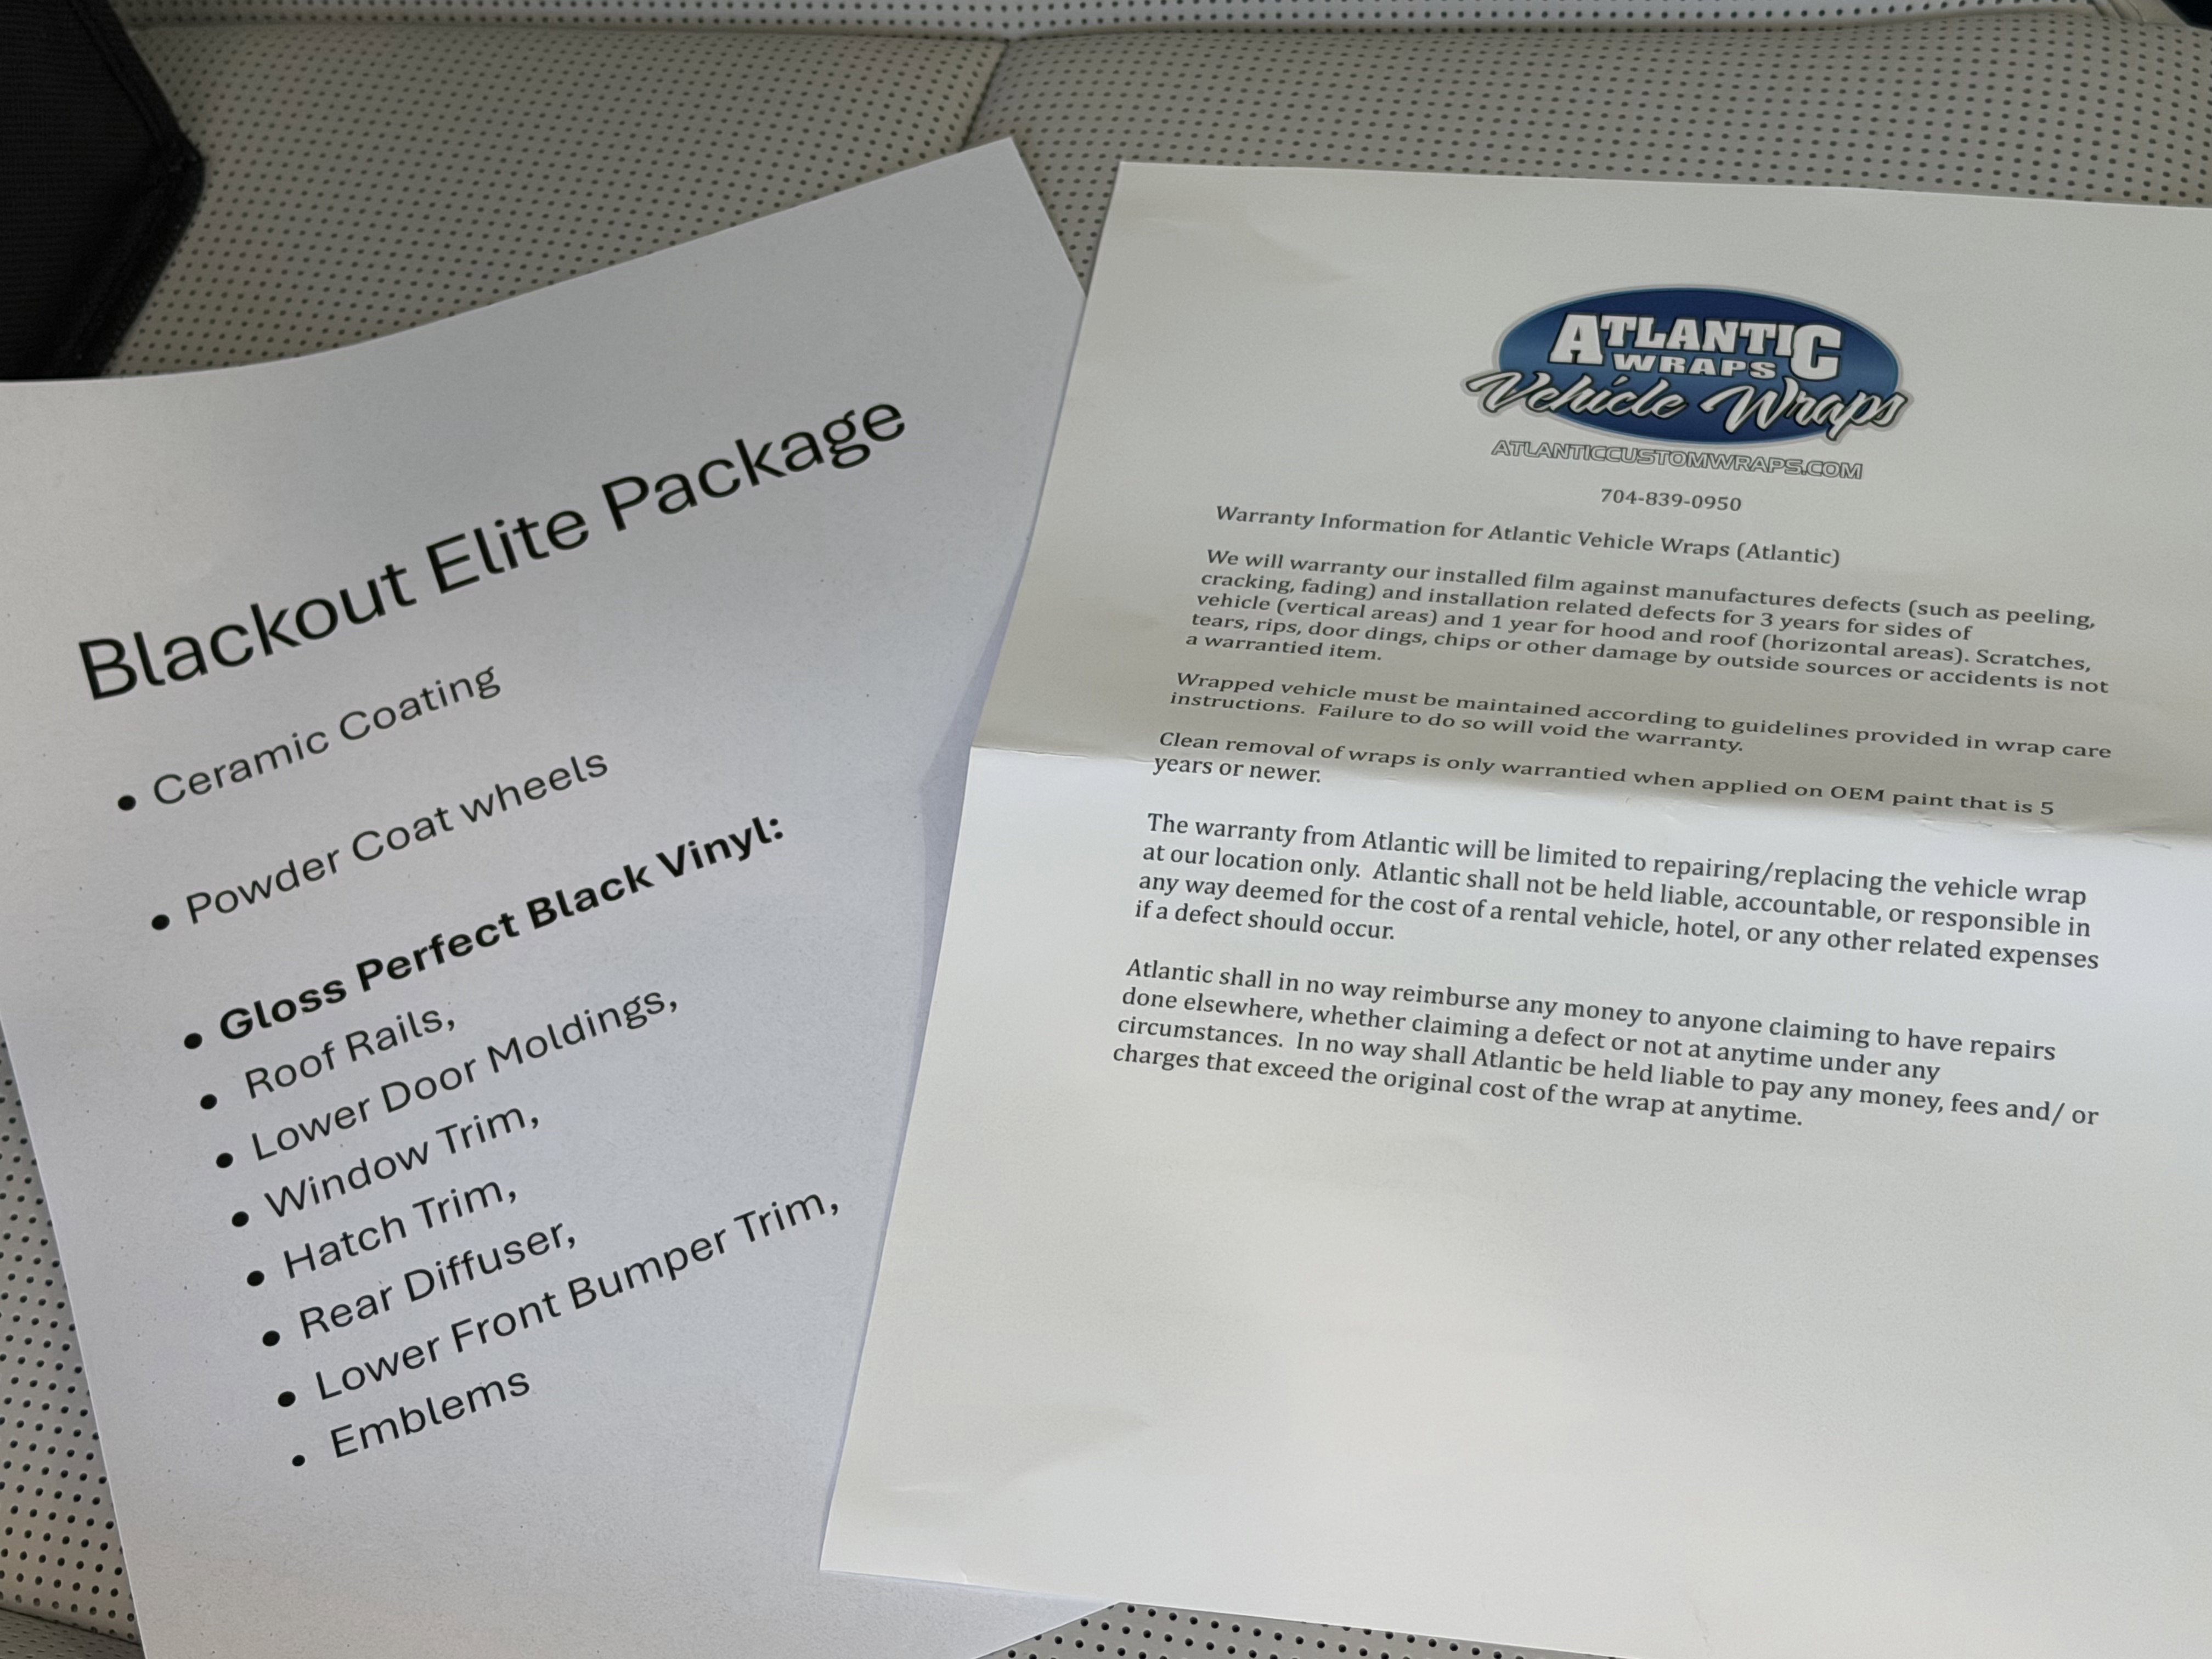 Blackout Elite Package
• Ceramic Coating
• Powder Coat wheels
• Gloss Perfect Black Vinyl:
• Roof Rails,
• Lower Door Moldings,
• Window Trim,
• Hatch Trim,
• Rear Diffuser,
• Lower Front Bumper Trim,
• Emblems
ATLANTIC
WRAPS
Vehicle Wraps
ATLANTICCUSTOMWRAPS.COM
704-839-0950
Warranty Information for Atlantic Vehicle Wraps (Atlantic)
We will warranty our installed film against manufactures defects (such as peeling,
cracking, fading) and installation related defects for 3 years for sides of
vehicle (vertical areas) and 1 year for hood and roof (horizontal areas). Scratches,
tears, rips, door dings, chips or other damage by outside sources or accidents is not
a warrantied item.
Wrapped vehicle must be maintained according to guidelines provided in wrap care
instructions. Failure to do so will void the warranty.
Clean removal of wraps is only warrantied when applied on OEM paint that is 5
years or newer.
The warranty from Atlantic will be limited to repairing/replacing the vehicle wrap
at our location only. Atlantic shall not be held liable, accountable, or responsible in
any way deemed for the cost of a rental vehicle, hotel, or any other related expenses
if a defect should occur.
Atlantic shall in no way reimburse any money to anyone claiming to have repairs
done elsewhere, whether claiming a defect or not at anytime under any
circumstances. In no way shall Atlantic be held liable to pay any money, fees and/ or
charges that exceed the original cost of the wrap at anytime.